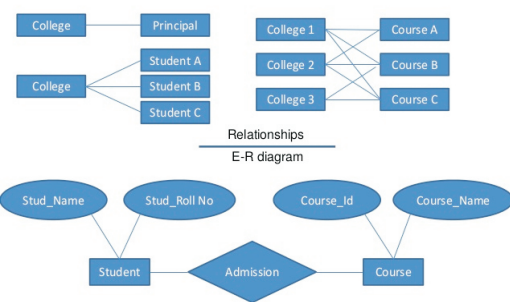 College
Principal
College
Student A
Student B
Student C
College 1
Course A
College 2
Course B
College 3
Course C
Relationships
E-R diagram
Stud_Name
Stud_Roll No
Course_Id
Course_Name
Student
Admission
Course